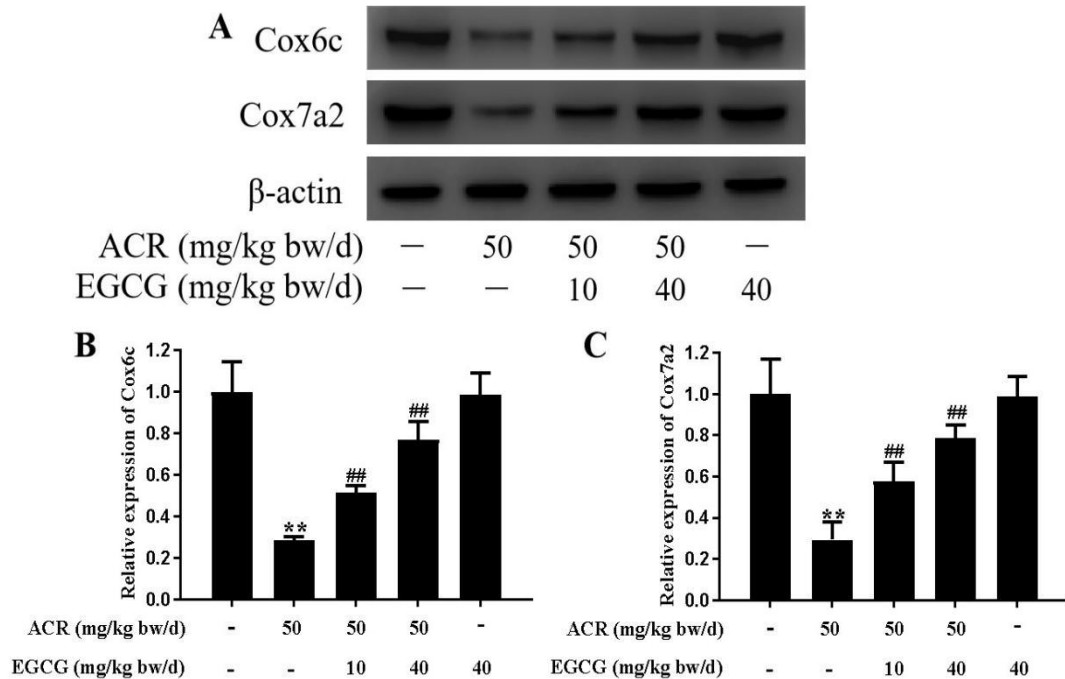 A
Cox6c
Cox7a2
β-actin
ACR (mg/kg bw/d) — 50 50 50 —
EGCG (mg/kg bw/d) — — 10 40 40
B
Relative expression of Cox6c
1.2
1.0
0.8
0.6
0.4
0.2
0.0
**
##
##
ACR (mg/kg bw/d) - 50 50 50 -
EGCG (mg/kg bw/d) - - 10 40 40
C
Relative expression of Cox7a2
1.2
1.0
0.8
0.6
0.4
0.2
0.0
**
##
##
ACR (mg/kg bw/d) - 50 50 50 -
EGCG (mg/kg bw/d) - - 10 40 40